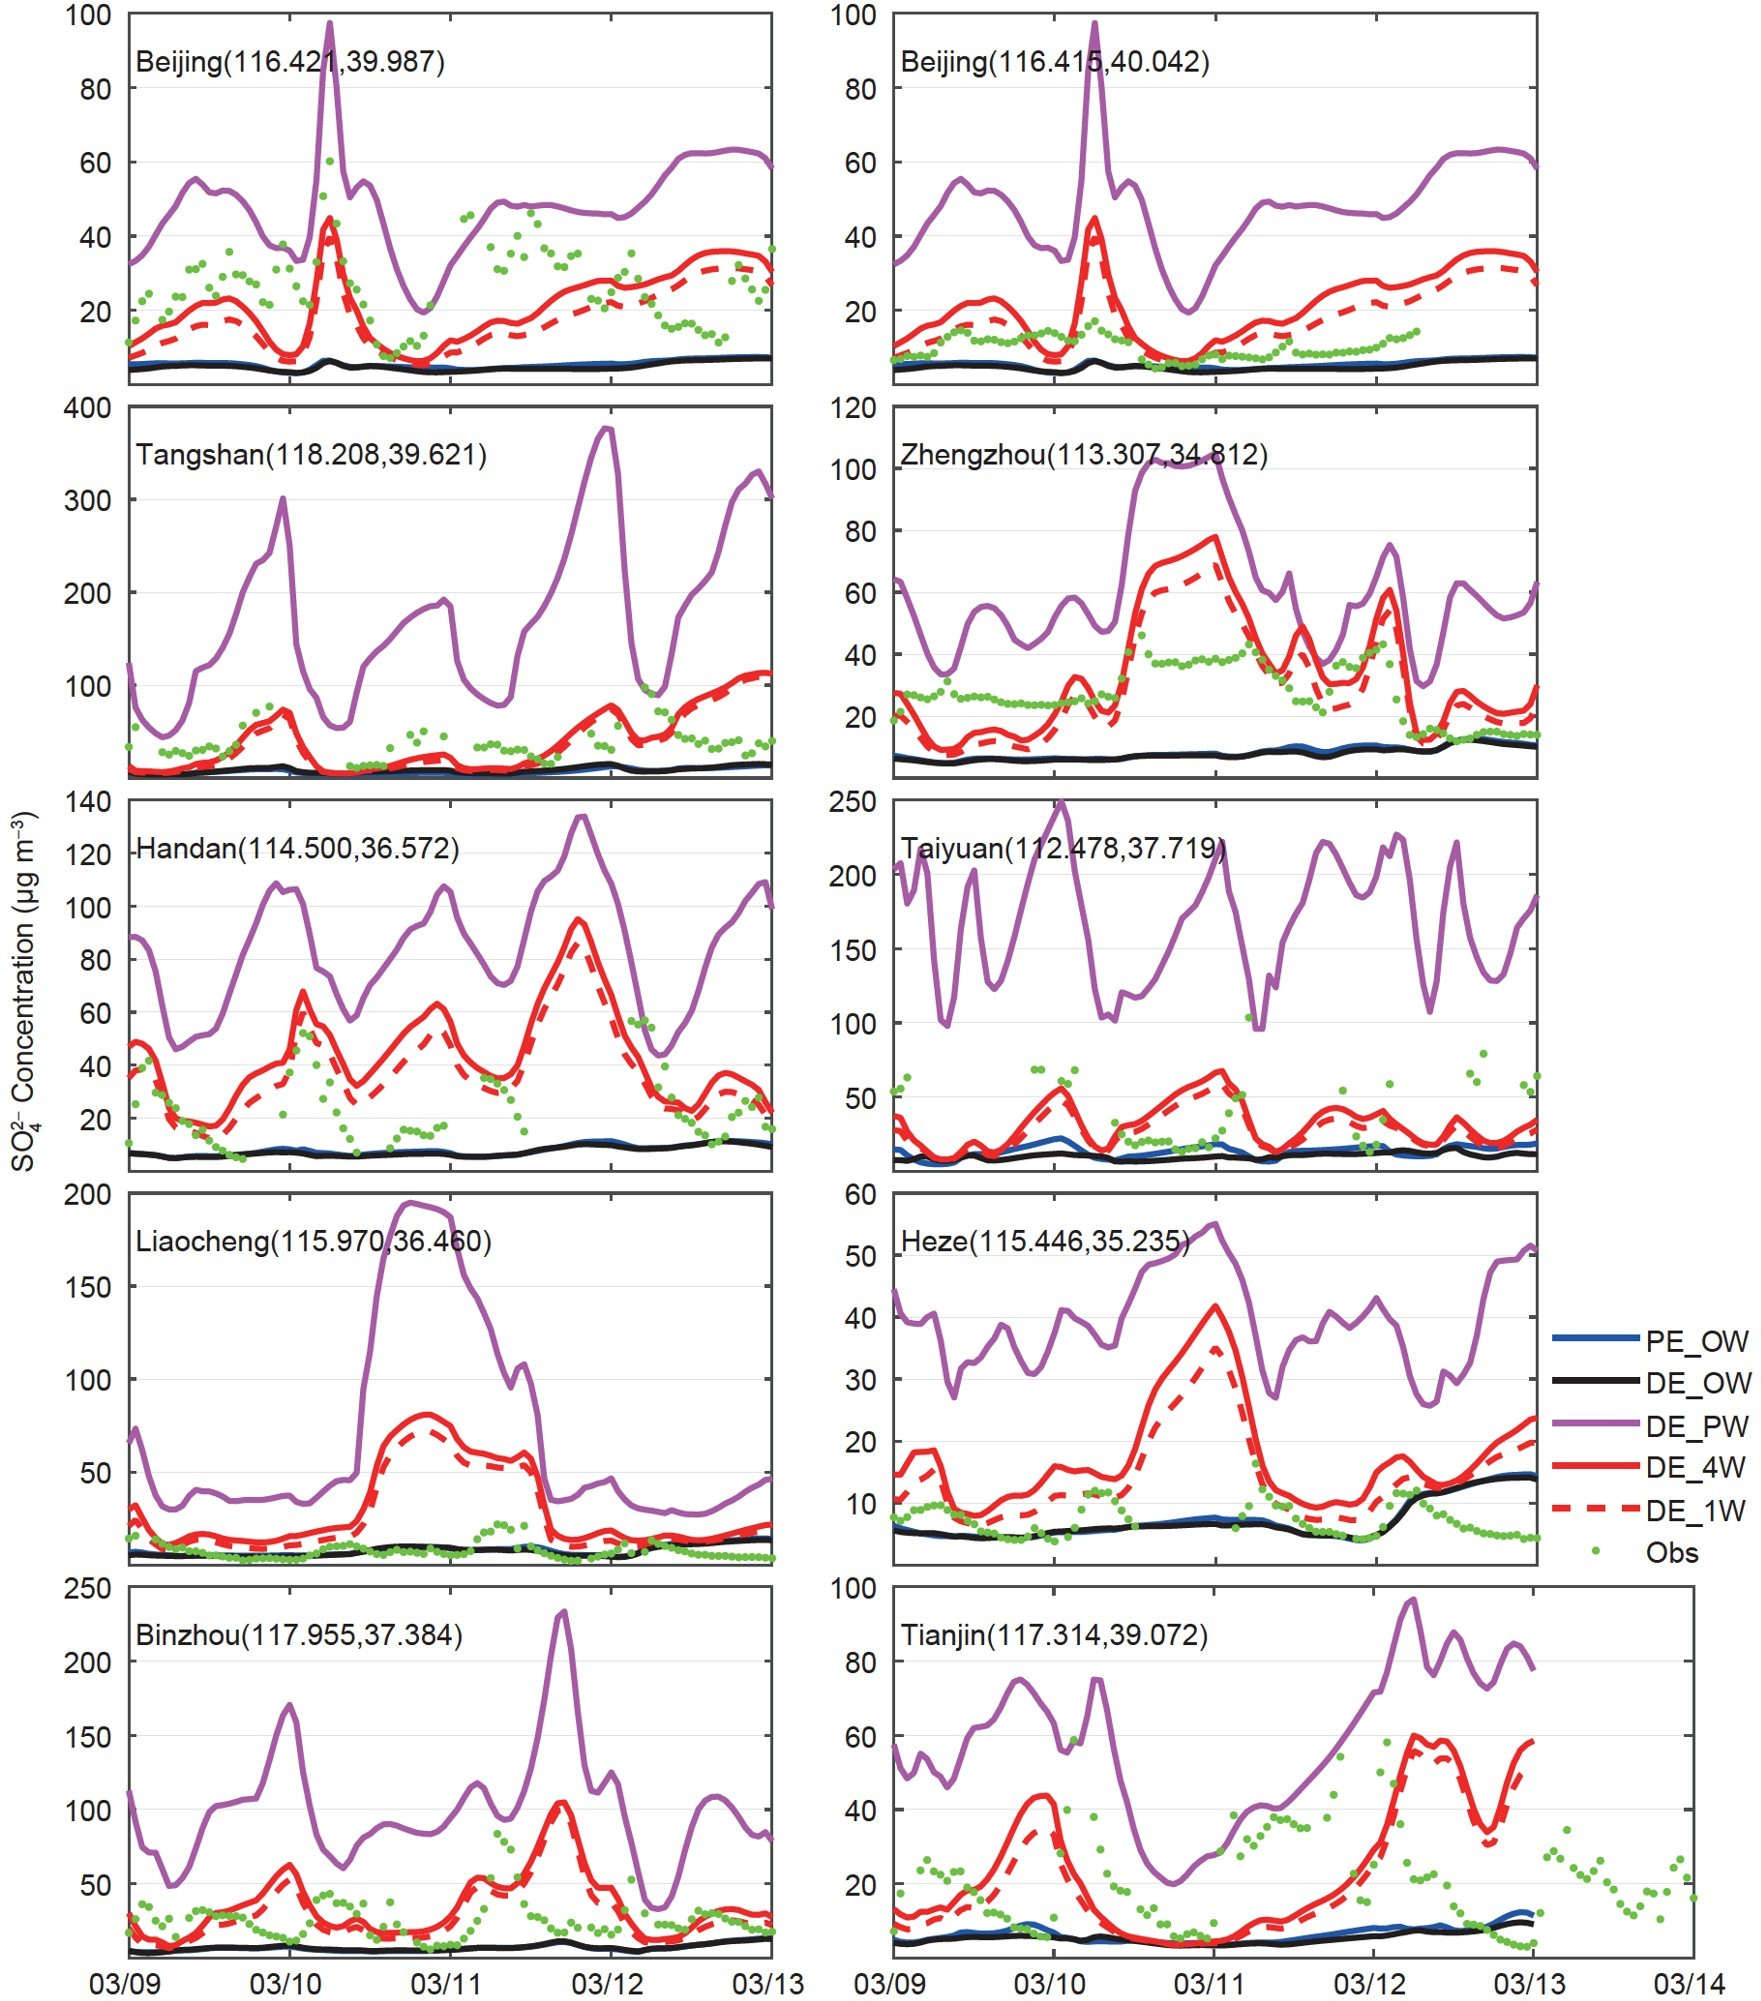 100
80
60
40
20
Beijing(116.421,39.987)
100
80
60
40
20
Beijing(116.415,40.042)
400
300
200
100
Tangshan(118.208,39.621)
120
100
80
60
40
20
Zhengzhou(113.307,34.812)
SO₄²⁻ Concentration (μg m⁻³)
140
120
100
80
60
40
20
Handan(114.500,36.572)
250
200
150
100
50
Taiyuan(112.478,37.719)
200
150
100
50
Liaocheng(115.970,36.460)
60
50
40
30
20
10
Heze(115.446,35.235)
PE_OW
DE_OW
DE_PW
DE_4W
DE_1W
Obs
250
200
150
100
50
Binzhou(117.955,37.384)
03/09 03/10 03/11 03/12 03/13
100
80
60
40
20
Tianjin(117.314,39.072)
03/09 03/10 03/11 03/12 03/13 03/14